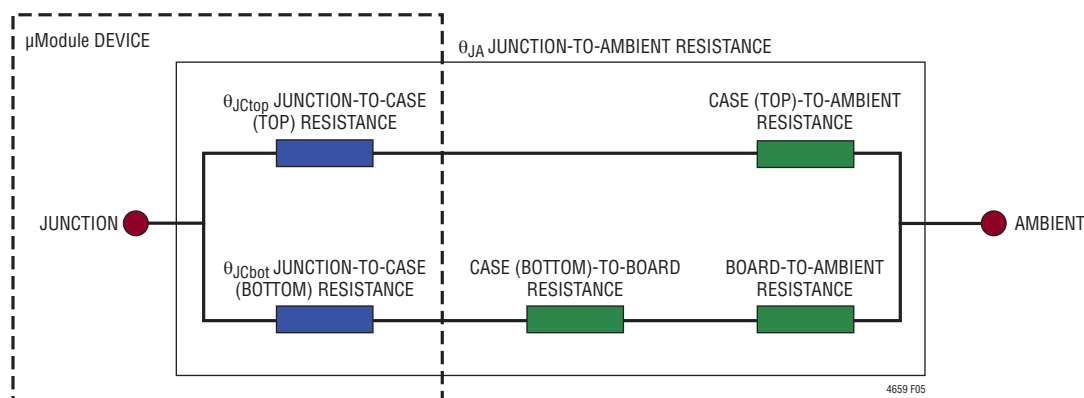 µModule DEVICE
θJA JUNCTION-TO-AMBIENT RESISTANCE
θJCtop JUNCTION-TO-CASE
(TOP) RESISTANCE
CASE (TOP)-TO-AMBIENT
RESISTANCE
JUNCTION
AMBIENT
θJCbot JUNCTION-TO-CASE
(BOTTOM) RESISTANCE
CASE (BOTTOM)-TO-BOARD
RESISTANCE
BOARD-TO-AMBIENT
RESISTANCE
4659 F05